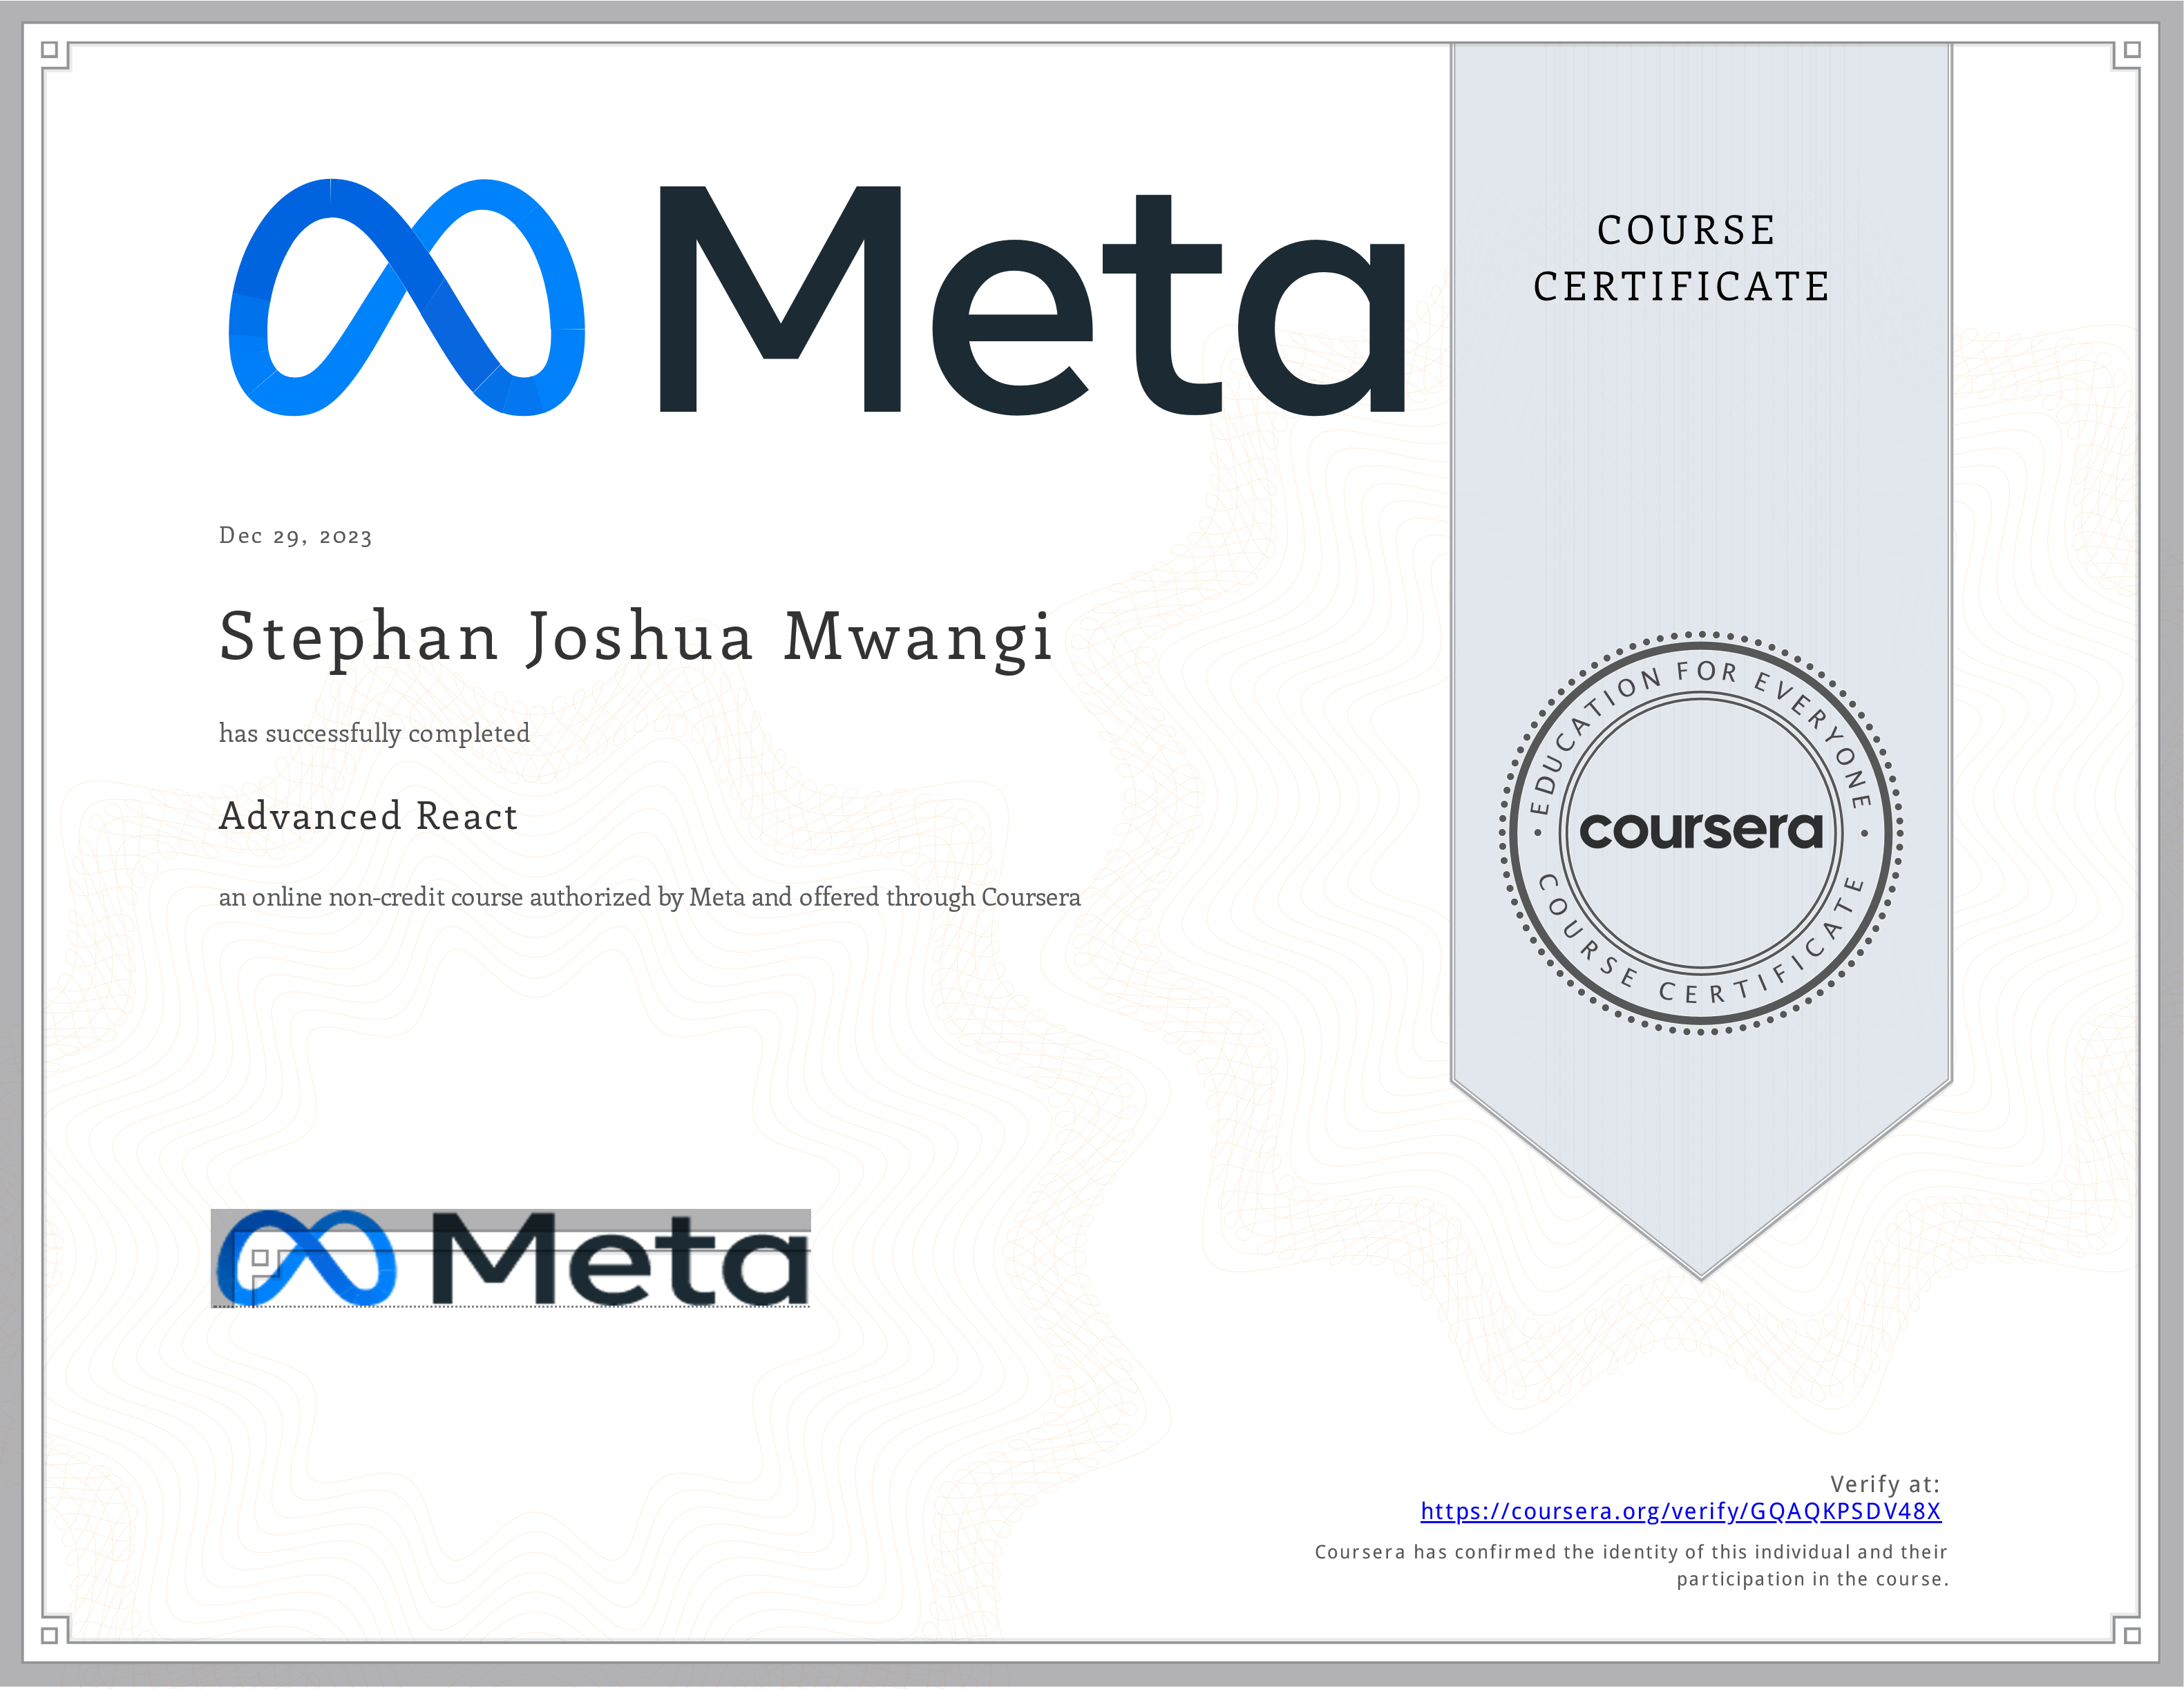 Meta
COURSE
CERTIFICATE
Dec 29, 2023
Stephan Joshua Mwangi
has successfully completed
Advanced React
an online non-credit course authorized by Meta and offered through Coursera
EDUCATION FOR EVERYONE
coursera
COURSE CERTIFICATE
Meta
Verify at:
https://coursera.org/verify/GQAQKPSDV48X
Coursera has confirmed the identity of this individual and their
participation in the course.